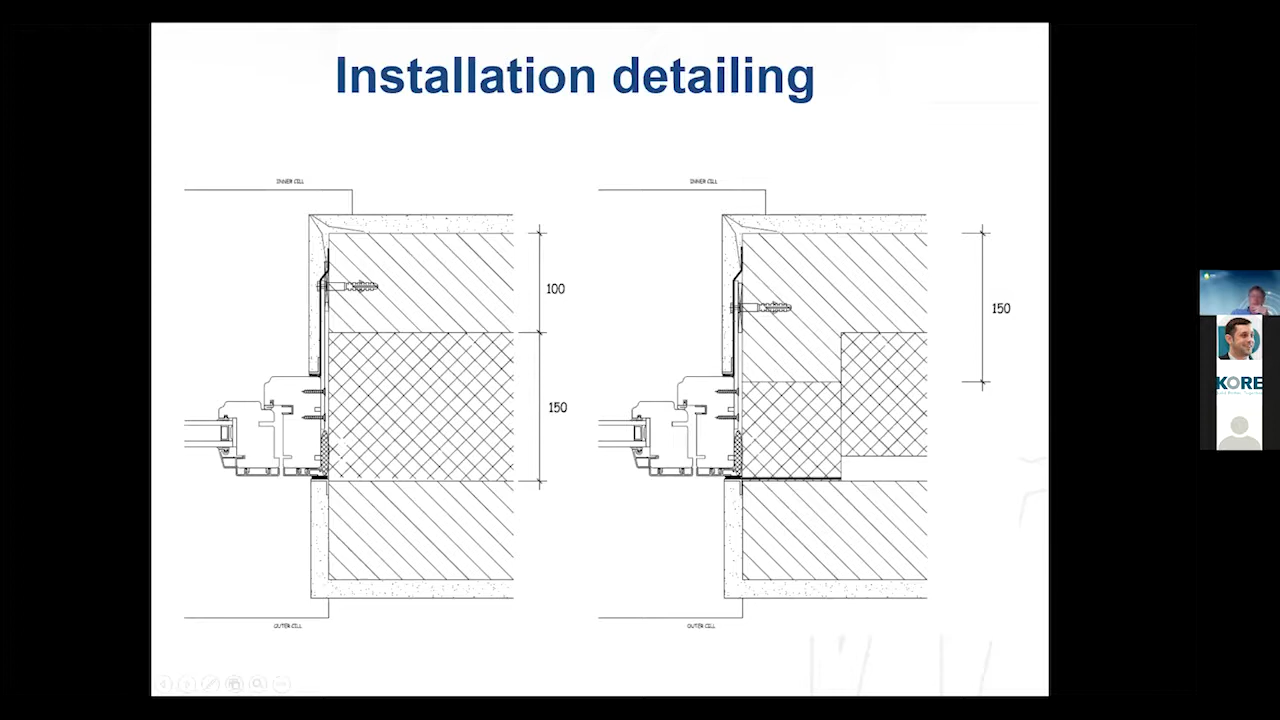 Installation detailing
INNER CILL
INNER CILL
100
150
150
OUTER CILL
OUTER CILL
KORE